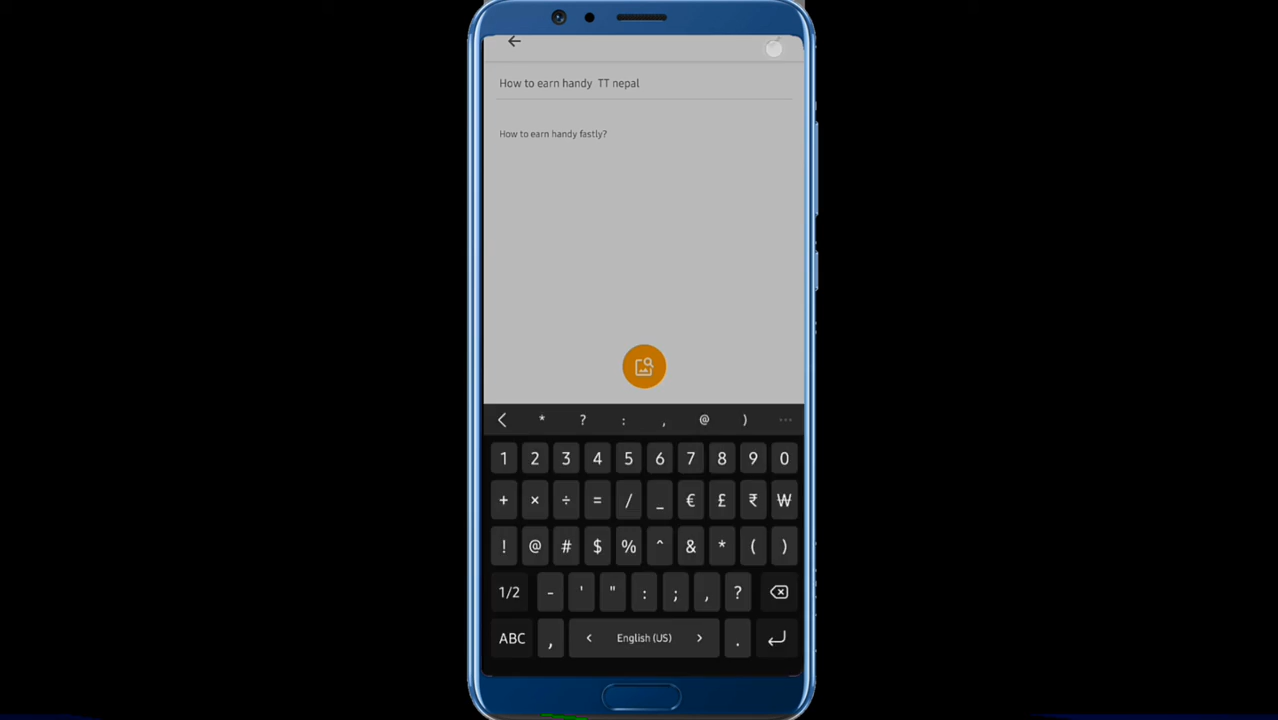 How to earn handy  TT nepal
How to earn handy fastly?
* ? : , @ ) ...
1 2 3 4 5 6 7 8 9 0
+ × ÷ = / _ € £ ₹ ₩
! @ # $ % ^ & * ( )
1/2 - ' " : ; , ?
ABC , < English (US) > .